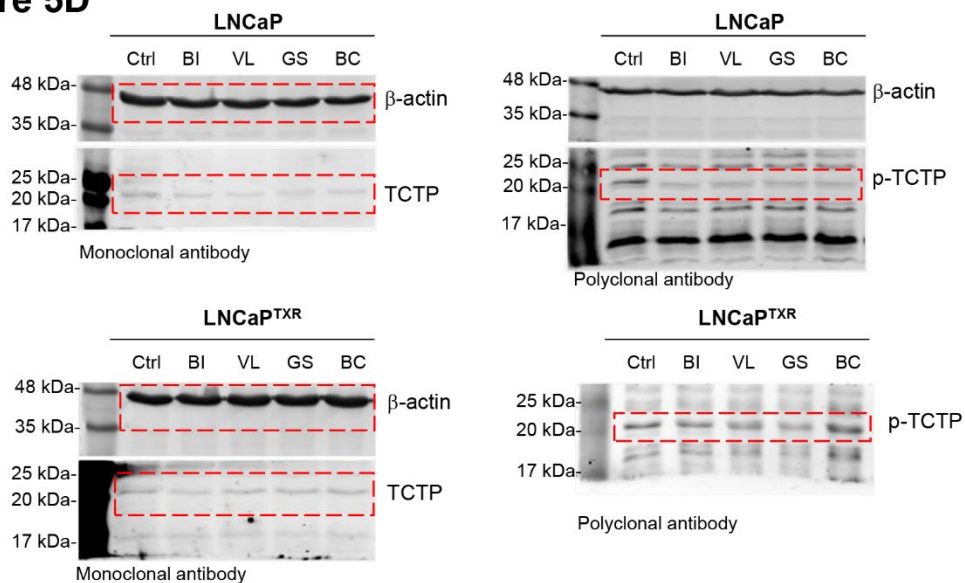 re 5D
LNCaP
Ctrl BI VL GS BC
48 kDa-
β-actin
35 kDa-
25 kDa-
20 kDa-
TCTP
17 kDa-
Monoclonal antibody
LNCaP
Ctrl BI VL GS BC
48 kDa-
β-actin
35 kDa-
25 kDa-
p-TCTP
20 kDa-
17 kDa-
Polyclonal antibody
LNCaPTXR
Ctrl BI VL GS BC
48 kDa-
β-actin
35 kDa-
25 kDa-
TCTP
20 kDa-
17 kDa-
Monoclonal antibody
LNCaPTXR
Ctrl BI VL GS BC
25 kDa-
p-TCTP
20 kDa-
17 kDa-
Polyclonal antibody